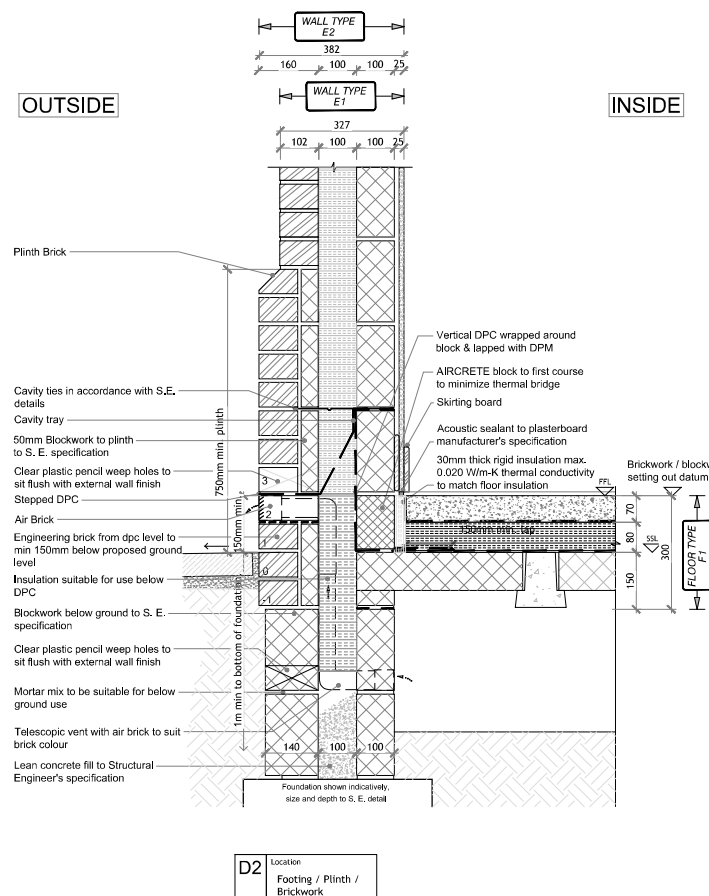 WALL TYPE
E2
382
160 100 100 25
WALL TYPE
E1
OUTSIDE
INSIDE
327
102 100 100 25
Plinth Brick
Cavity ties in accordance with S.E.
details
Cavity tray
50mm Blockwork to plinth
to S. E. specification
Clear plastic pencil weep holes to
sit flush with external wall finish
Stepped DPC
Air Brick
Engineering brick from dpc level to
min 150mm below proposed ground
level
Insulation suitable for use below
DPC
Blockwork below ground to S. E.
specification
Clear plastic pencil weep holes to
sit flush with external wall finish
Mortar mix to be suitable for below
ground use
Telescopic vent with air brick to suit
brick colour
Lean concrete fill to Structural
Engineer's specification
750mm min. plinth
150mm min.
1m min to bottom of foundation.
3
2
1
0
-1
Vertical DPC wrapped around
block & lapped with DPM
AIRCRETE block to first course
to minimize thermal bridge
Skirting board
Acoustic sealant to plasterboard
manufacturer's specification
30mm thick rigid insulation max.
0.020 W/m-K thermal conductivity
to match floor insulation
Brickwork / blockw
setting out datum
FFL
SSL
150mm min. lap
70
80
150
300
FLOOR TYPE
F1
140 100 100
Foundation shown indicatively,
size and depth to S. E. detail
D2
Location
Footing / Plinth /
Brickwork